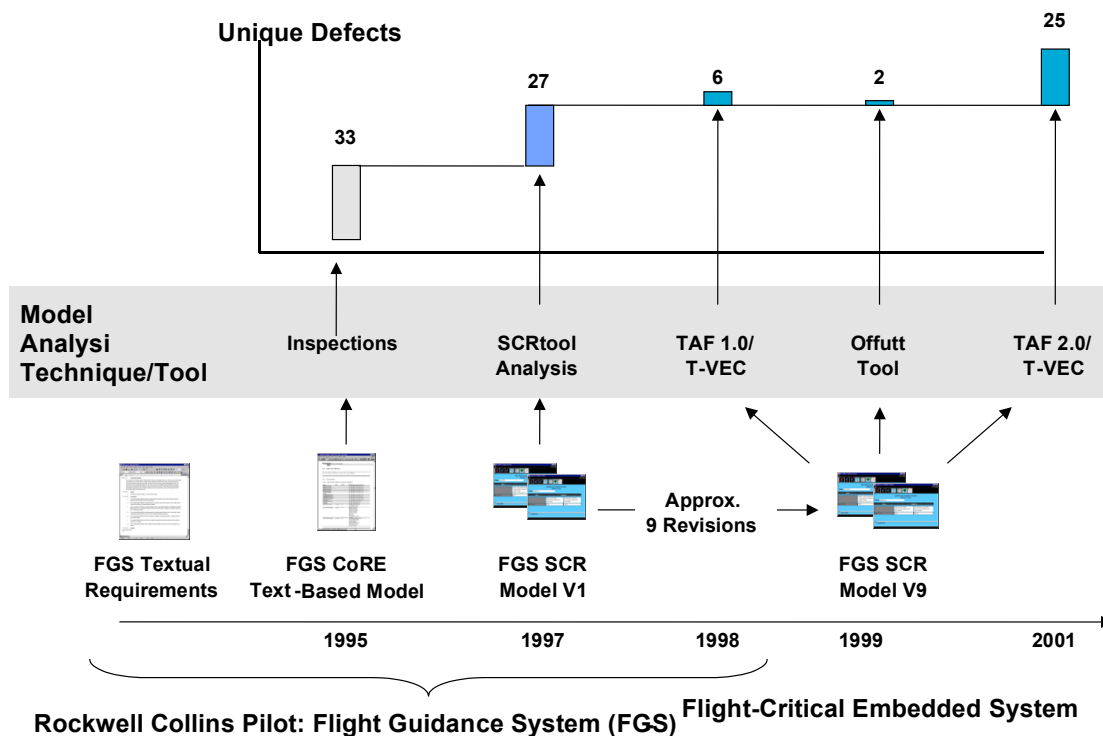 Unique Defects
25
6
2
27
33
Model
Analysi
Technique/Tool
Inspections
SCRtool
Analysis
TAF 1.0/
T-VEC
Offutt
Tool
TAF 2.0/
T-VEC
Approx.
9 Revisions
FGS Textual
Requirements
FGS CoRE
Text-Based Model
FGS SCR
Model V1
FGS SCR
Model V9
1995
1997
1998
1999
2001
Rockwell Collins Pilot: Flight Guidance System (FGS)
Flight-Critical Embedded System